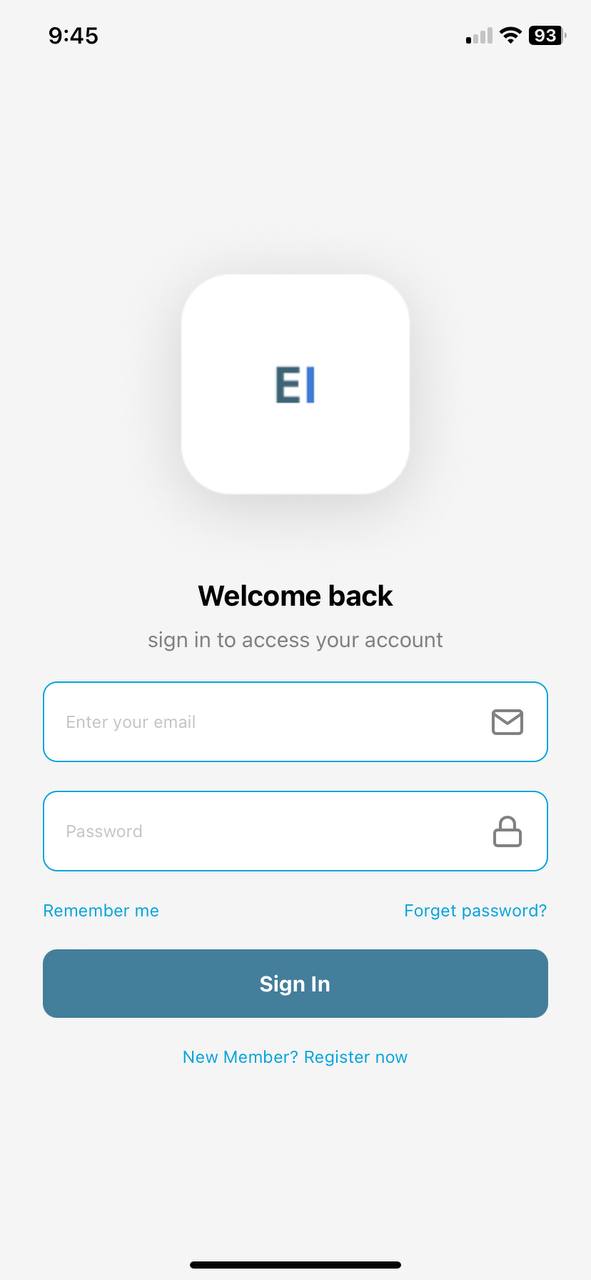 9:45
93
EI
Welcome back
sign in to access your account
Enter your email
Password
Remember me
Forget password?
Sign In
New Member? Register now